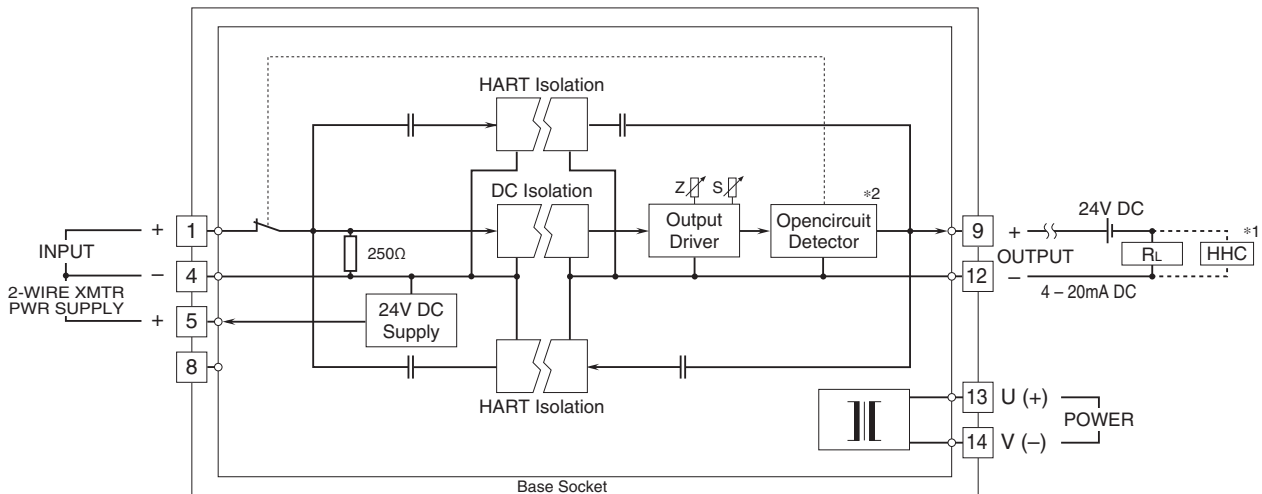 HART Isolation
DC Isolation
Z
S
*2
Output
Driver
Opencircuit
Detector
24V DC
*1
+
1
INPUT
–
4
250Ω
2-WIRE XMTR
PWR SUPPLY
+
5
24V DC
Supply
8
9
+
OUTPUT
RL
HHC
12
–
4 – 20mA DC
HART Isolation
13
U (+)
POWER
14
V (–)
Base Socket